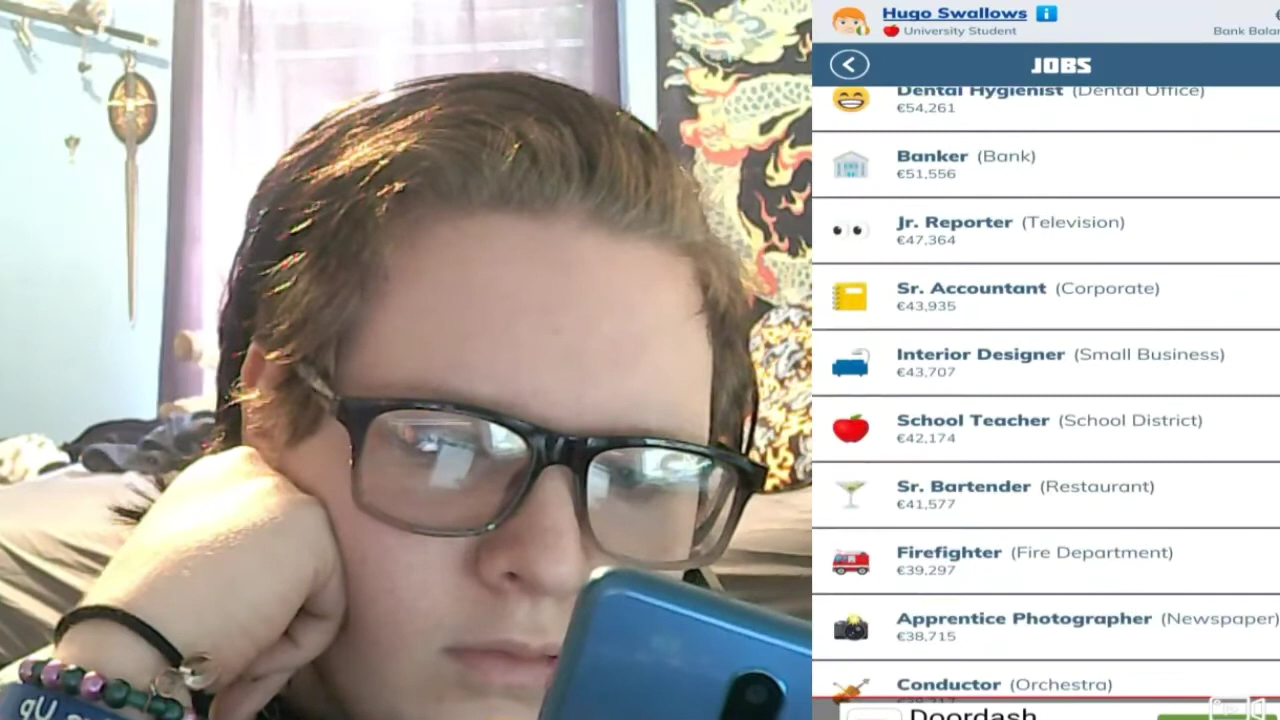 Hugo Swallows
University Student
Bank Balan
JOBS
Dental Hygienist (Dental Office)
€54,261
Banker (Bank)
€51,556
Jr. Reporter (Television)
€47,364
Sr. Accountant (Corporate)
€43,935
Interior Designer (Small Business)
€43,707
School Teacher (School District)
€42,174
Sr. Bartender (Restaurant)
€41,577
Firefighter (Fire Department)
€39,297
Apprentice Photographer (Newspaper)
€38,715
Conductor (Orchestra)
Doordash